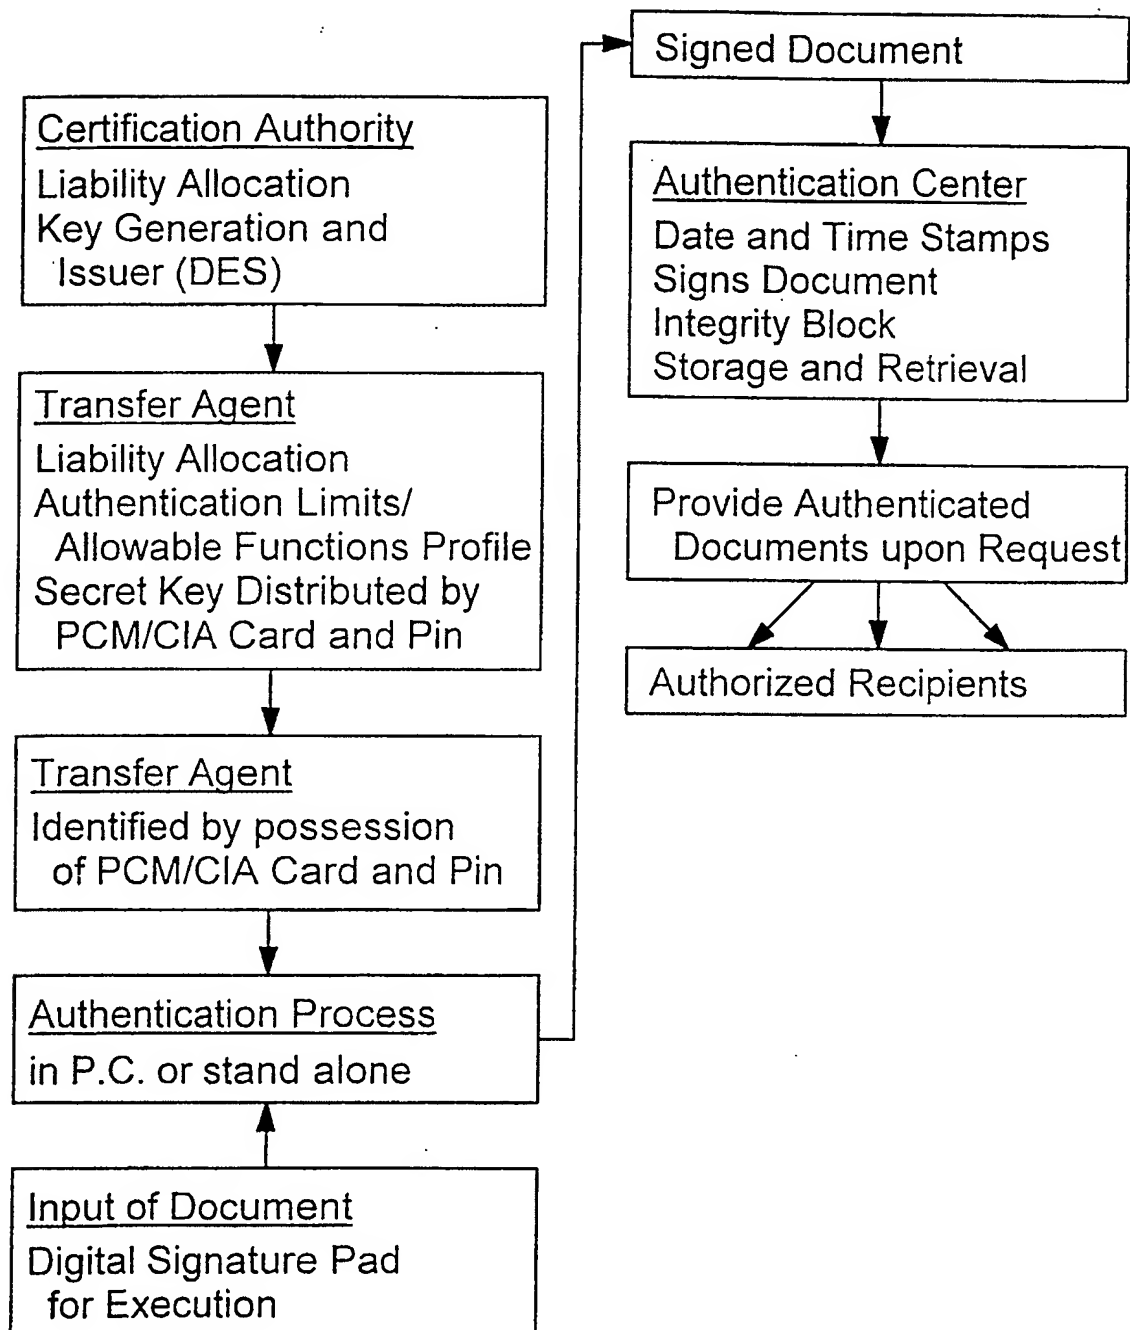 Certification Authority
Liability Allocation
Key Generation and
Issuer (DES)
Transfer Agent
Liability Allocation
Authentication Limits/
Allowable Functions Profile
Secret Key Distributed by
PCM/CIA Card and Pin
Transfer Agent
Identified by possession
of PCM/CIA Card and Pin
Authentication Process
in P.C. or stand alone
Input of Document
Digital Signature Pad
for Execution
Signed Document
Authentication Center
Date and Time Stamps
Signs Document
Integrity Block
Storage and Retrieval
Provide Authenticated
Documents upon Request
Authorized Recipients